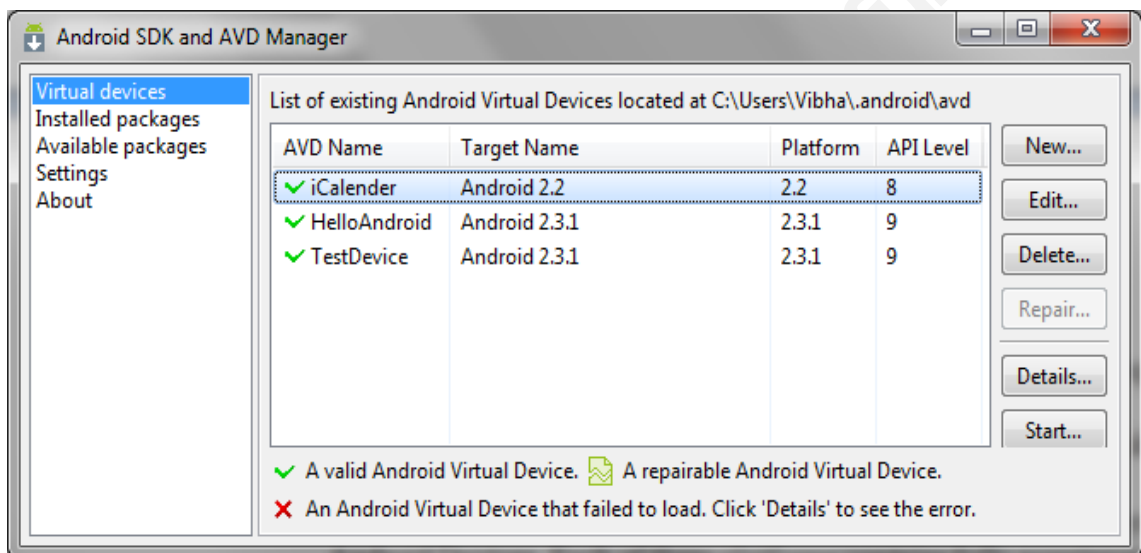 Android SDK and AVD Manager
Virtual devices
Installed packages
Available packages
Settings
About
List of existing Android Virtual Devices located at C:\Users\Vibha\.android\avd
AVD Name Target Name Platform API Level
iCalender Android 2.2 2.2 8
HelloAndroid Android 2.3.1 2.3.1 9
TestDevice Android 2.3.1 2.3.1 9
New...
Edit...
Delete...
Repair...
Details...
Start...
A valid Android Virtual Device. A repairable Android Virtual Device.
An Android Virtual Device that failed to load. Click 'Details' to see the error.